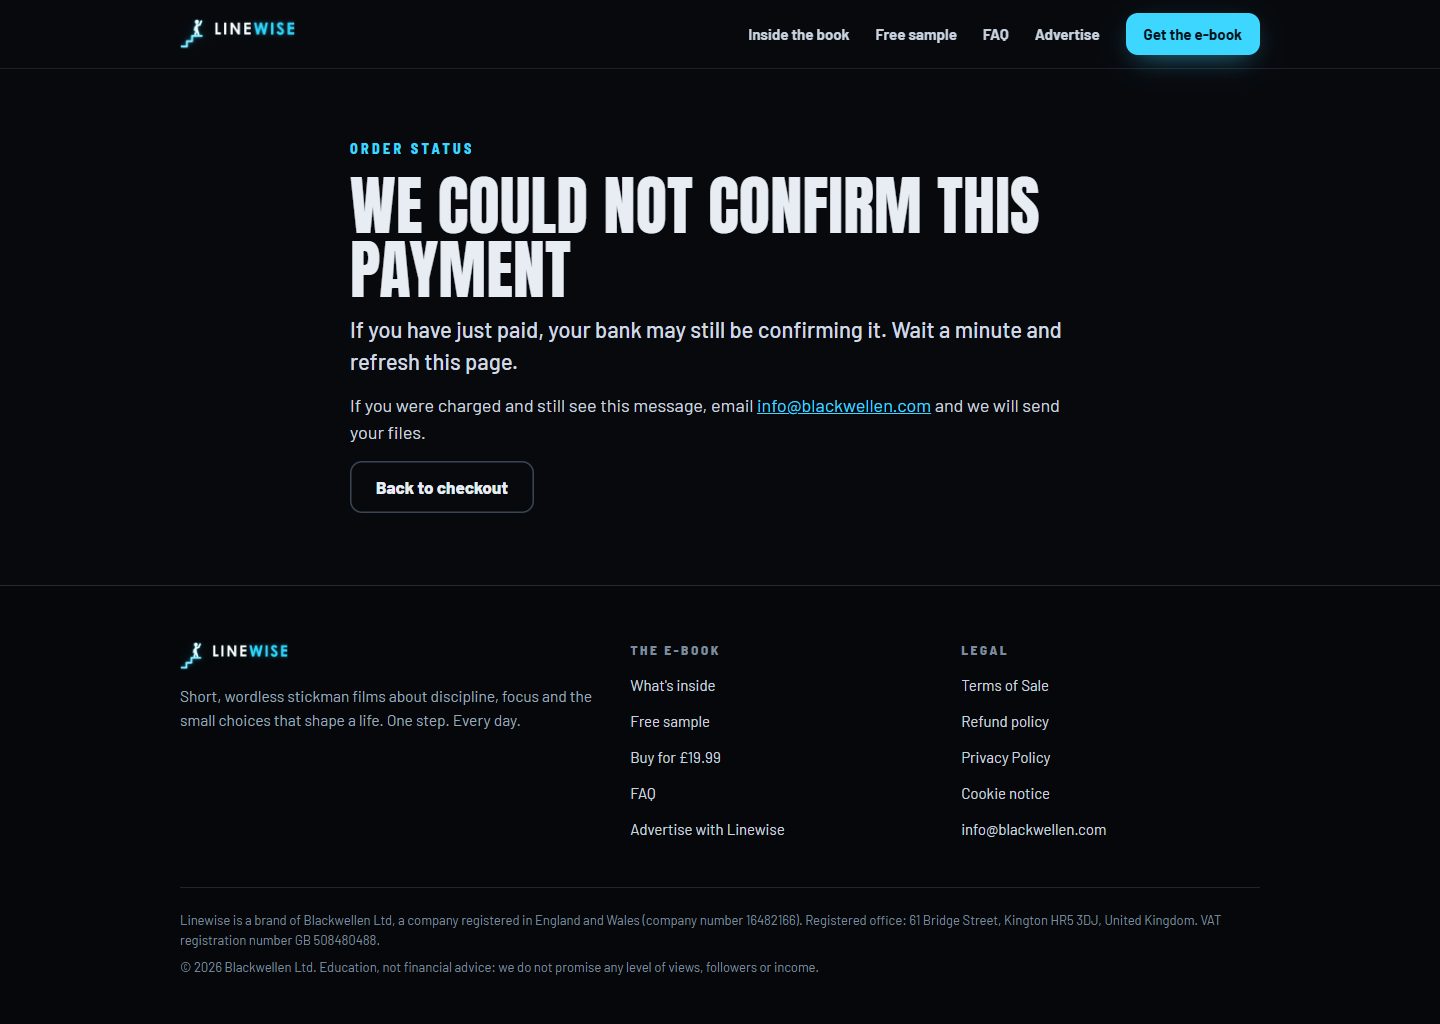 LINEWISE
Inside the book
Free sample
FAQ
Advertise
Get the e-book
ORDER STATUS
WE COULD NOT CONFIRM THIS
PAYMENT
If you have just paid, your bank may still be confirming it. Wait a minute and
refresh this page.
If you were charged and still see this message, email info@blackwellen.com and we will send
your files.
Back to checkout
LINEWISE
Short, wordless stickman films about discipline, focus and the
small choices that shape a life. One step. Every day.
THE E-BOOK
What's inside
Free sample
Buy for £19.99
FAQ
Advertise with Linewise
LEGAL
Terms of Sale
Refund policy
Privacy Policy
Cookie notice
info@blackwellen.com
Linewise is a brand of Blackwellen Ltd, a company registered in England and Wales (company number 16482166). Registered office: 61 Bridge Street, Kington HR5 3DJ, United Kingdom. VAT
registration number GB 508480488.
© 2026 Blackwellen Ltd. Education, not financial advice: we do not promise any level of views, followers or income.